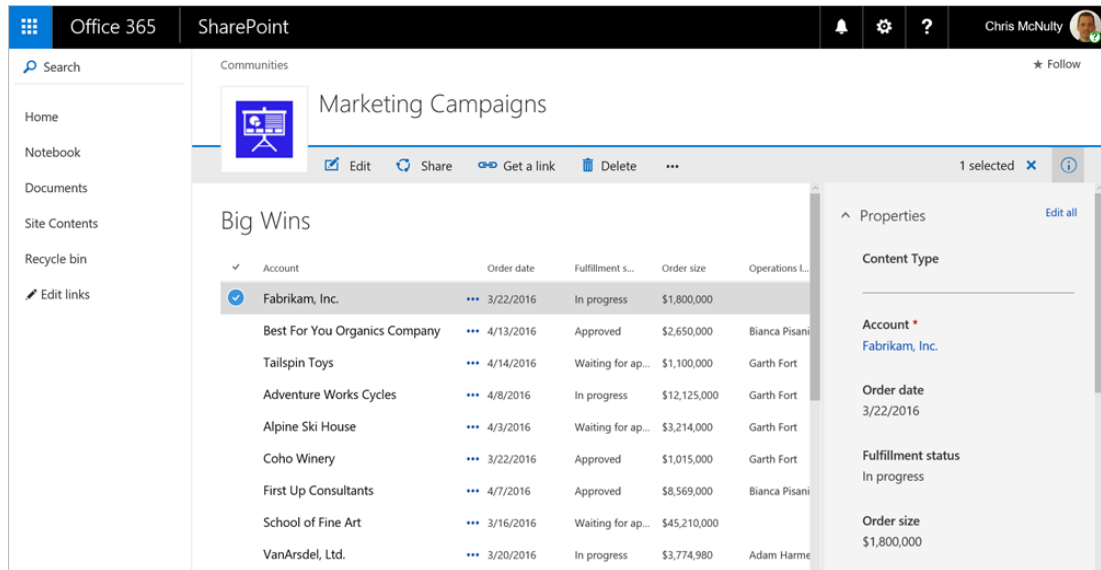 Office 365 SharePoint ? Chris McNulty
Search
Home
Notebook
Documents
Site Contents
Recycle bin
Edit links
Communities ★ Follow
Marketing Campaigns
Edit Share Get a link Delete ... 1 selected
Big Wins
Account Order date Fulfillment s... Order size Operations l...
Fabrikam, Inc. ... 3/22/2016 In progress $1,800,000
Best For You Organics Company ... 4/13/2016 Approved $2,650,000 Bianca Pisani
Tailspin Toys ... 4/14/2016 Waiting for ap... $1,100,000 Garth Fort
Adventure Works Cycles ... 4/8/2016 In progress $12,125,000 Garth Fort
Alpine Ski House ... 4/3/2016 Waiting for ap... $3,214,000 Garth Fort
Coho Winery ... 3/22/2016 Approved $1,015,000 Garth Fort
First Up Consultants ... 4/7/2016 Approved $8,569,000 Bianca Pisani
School of Fine Art ... 3/16/2016 Waiting for ap... $45,210,000
VanArsdel, Ltd. ... 3/20/2016 In progress $3,774,980 Adam Harme
Properties Edit all
Content Type
Account *
Fabrikam, Inc.
Order date
3/22/2016
Fulfillment status
In progress
Order size
$1,800,000